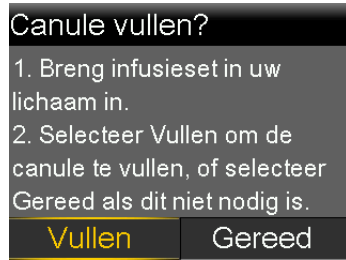 Canule vullen?
1. Breng infusieset in uw
lichaam in.
2. Selecteer Vullen om de
canule te vullen, of selecteer
Gereed als dit niet nodig is.
Vullen
Gereed